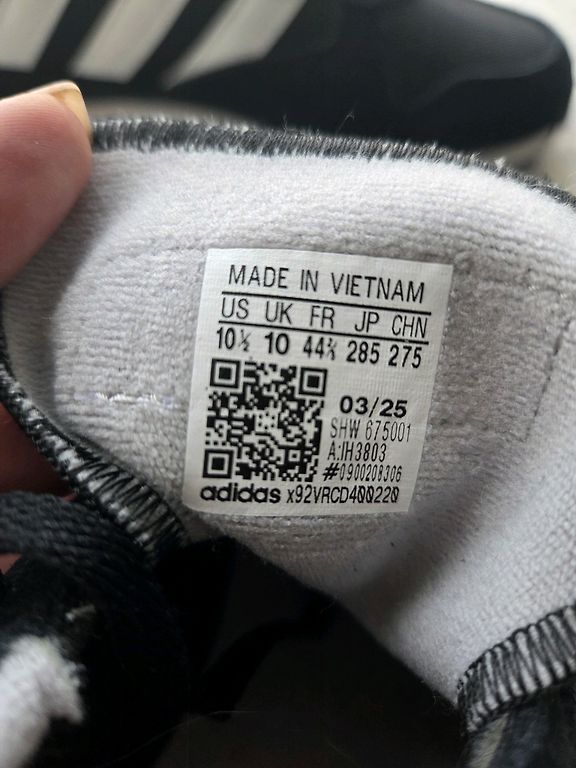 MADE IN VIETNAM
US UK FR JP CHN
10½ 10 44⅔ 285 275
03/25
SHW 675001
A:IH3803
#0900208306
adidas x92VRCD400220